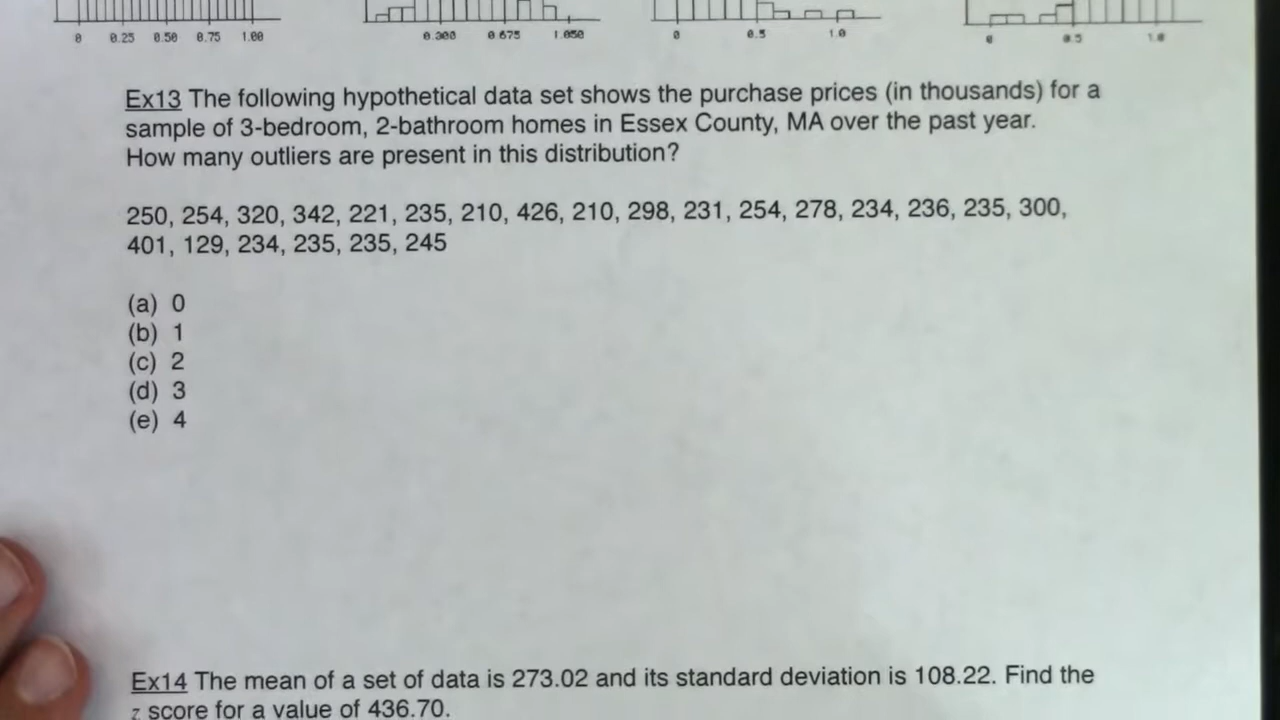 0 0.25 0.50 0.75 1.00 0.300 0.675 1.050 0 0.5 1.0 0 0.5 1.0
Ex13 The following hypothetical data set shows the purchase prices (in thousands) for a
sample of 3-bedroom, 2-bathroom homes in Essex County, MA over the past year.
How many outliers are present in this distribution?
250, 254, 320, 342, 221, 235, 210, 426, 210, 298, 231, 254, 278, 234, 236, 235, 300,
401, 129, 234, 235, 235, 245
(a) 0
(b) 1
(c) 2
(d) 3
(e) 4
Ex14 The mean of a set of data is 273.02 and its standard deviation is 108.22. Find the
z score for a value of 436.70.